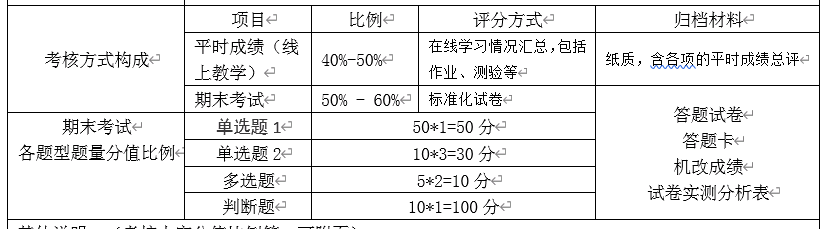 项目 比例 评分方式 归档材料
考核方式构成
平时成绩（线
上教学）
40%-50%
在线学习情况汇总,包括
作业、测验等
纸质，含各项的平时成绩总评
期末考试 50% - 60% 标准化试卷
期末考试
各题型题量分值比例
单选题 1 50*1=50 分
单选题 2 10*3=30 分
多选题 5*2=10 分
判断题 10*1=100 分
答题试卷
答题卡
机改成绩
试卷实测分析表